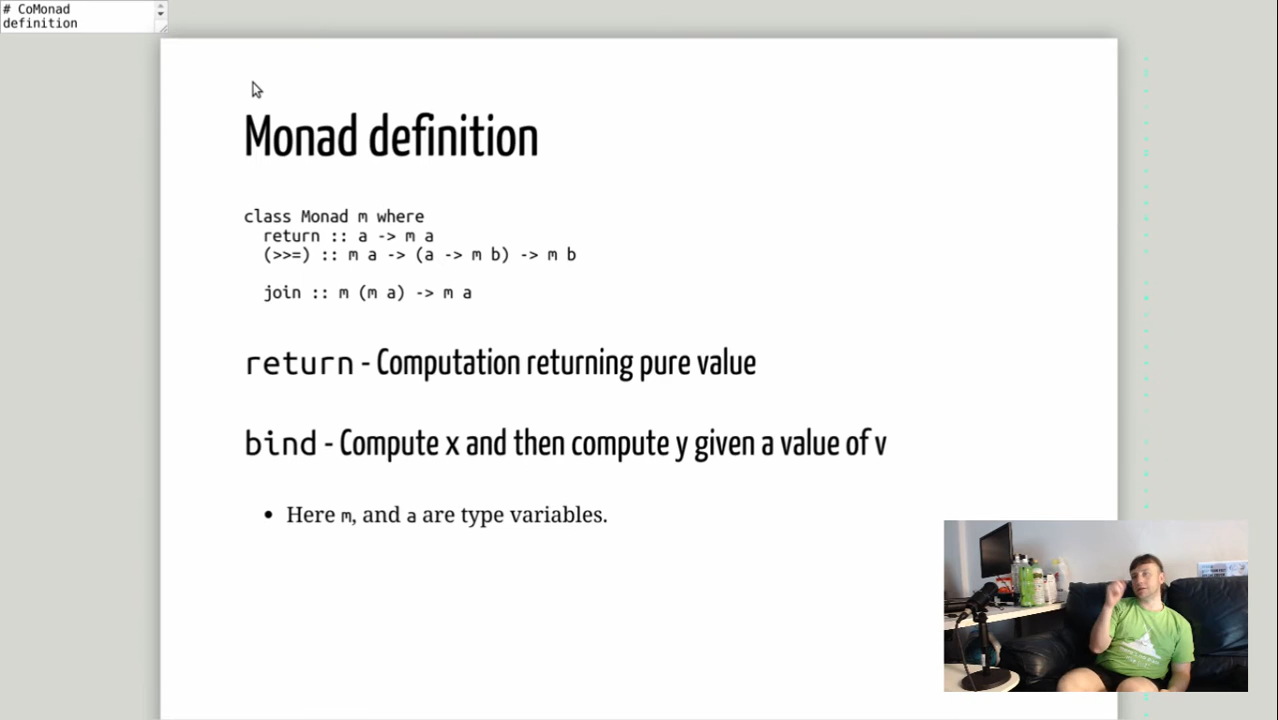 # CoMonad
definition
Monad definition
class Monad m where
return :: a -> m a
(>>=) :: m a -> (a -> m b) -> m b
join :: m (m a) -> m a
return - Computation returning pure value
bind - Compute x and then compute y given a value of v
• Here m, and a are type variables.